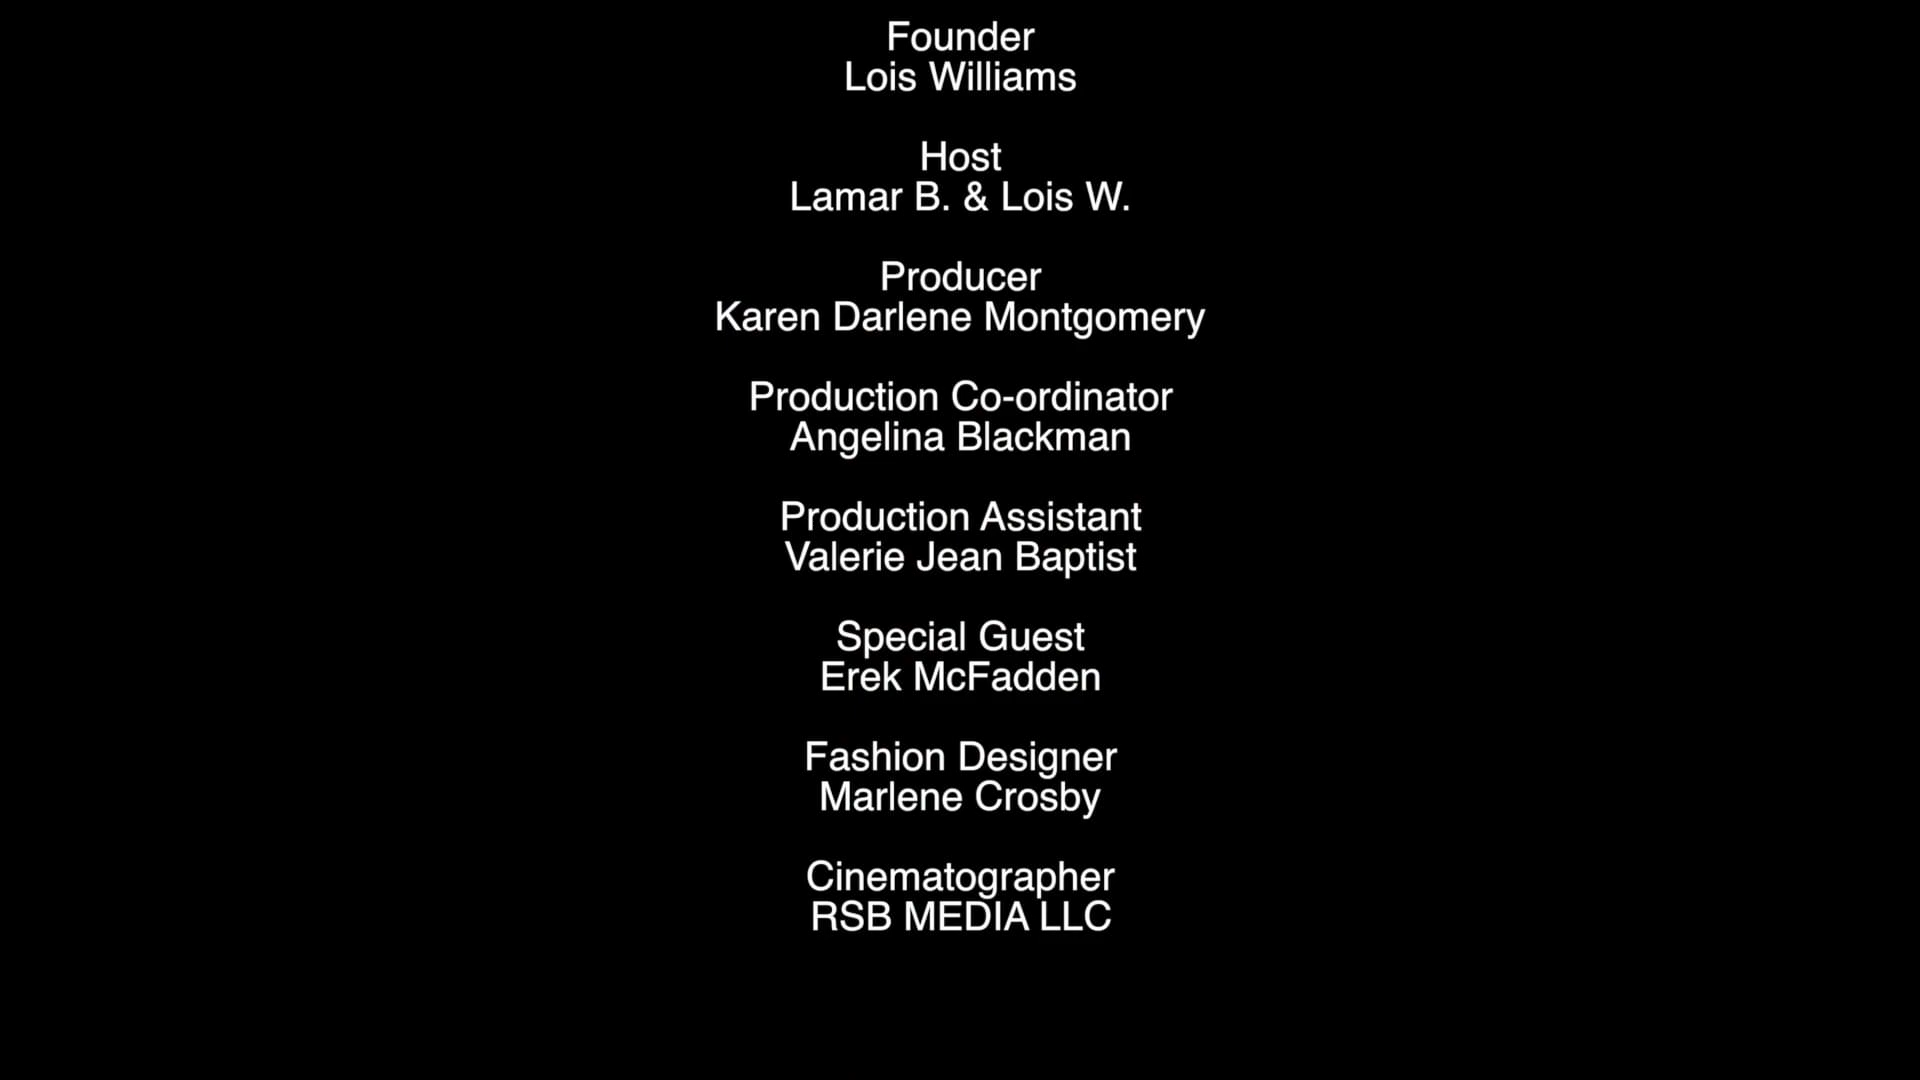 Founder
Lois Williams
Host
Lamar B. & Lois W.
Producer
Karen Darlene Montgomery
Production Co-ordinator
Angelina Blackman
Production Assistant
Valerie Jean Baptist
Special Guest
Erek McFadden
Fashion Designer
Marlene Crosby
Cinematographer
RSB MEDIA LLC